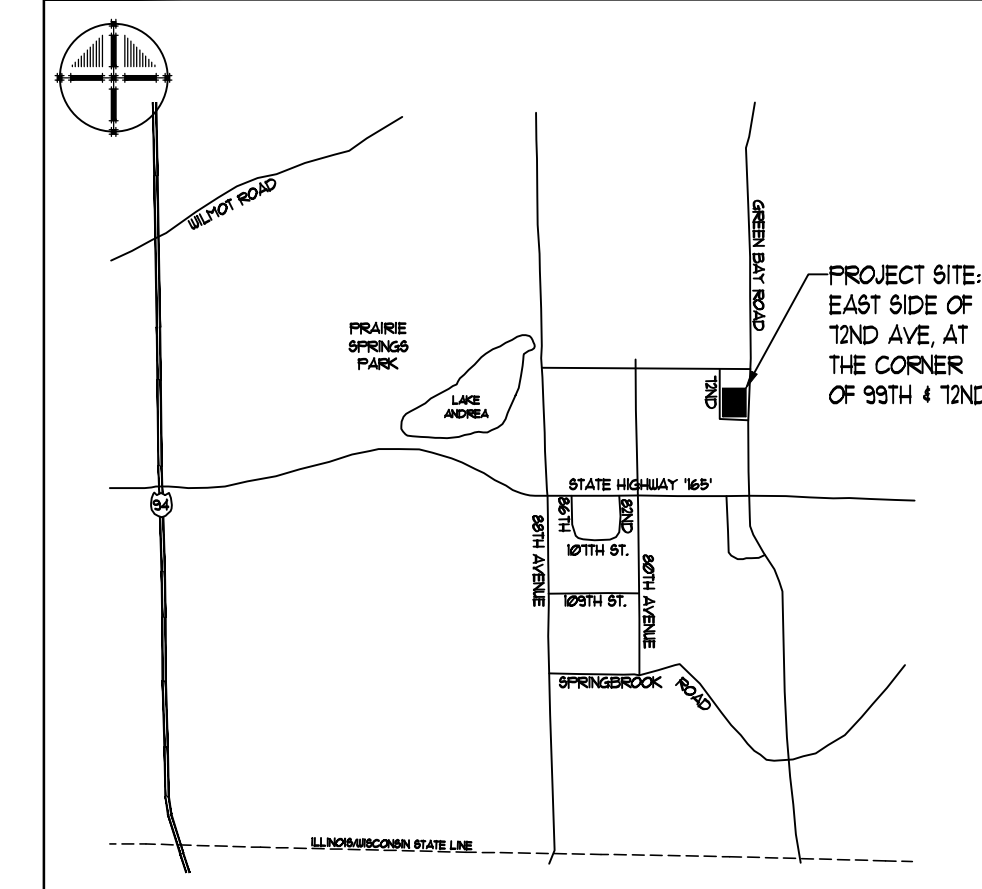 WILMOT ROAD
GREEN BAY ROAD
PROJECT SITE:
EAST SIDE OF
72ND AVE, AT
THE CORNER
OF 99TH & 72ND
PRAIRIE
SPRINGS
PARK
LAKE
ANDREA
72ND
STATE HIGHWAY '165'
94
86TH
82ND
88TH AVENUE
107TH ST.
80TH AVENUE
109TH ST.
SPRINGBROOK ROAD
ILLINOIS/WISCONSIN STATE LINE